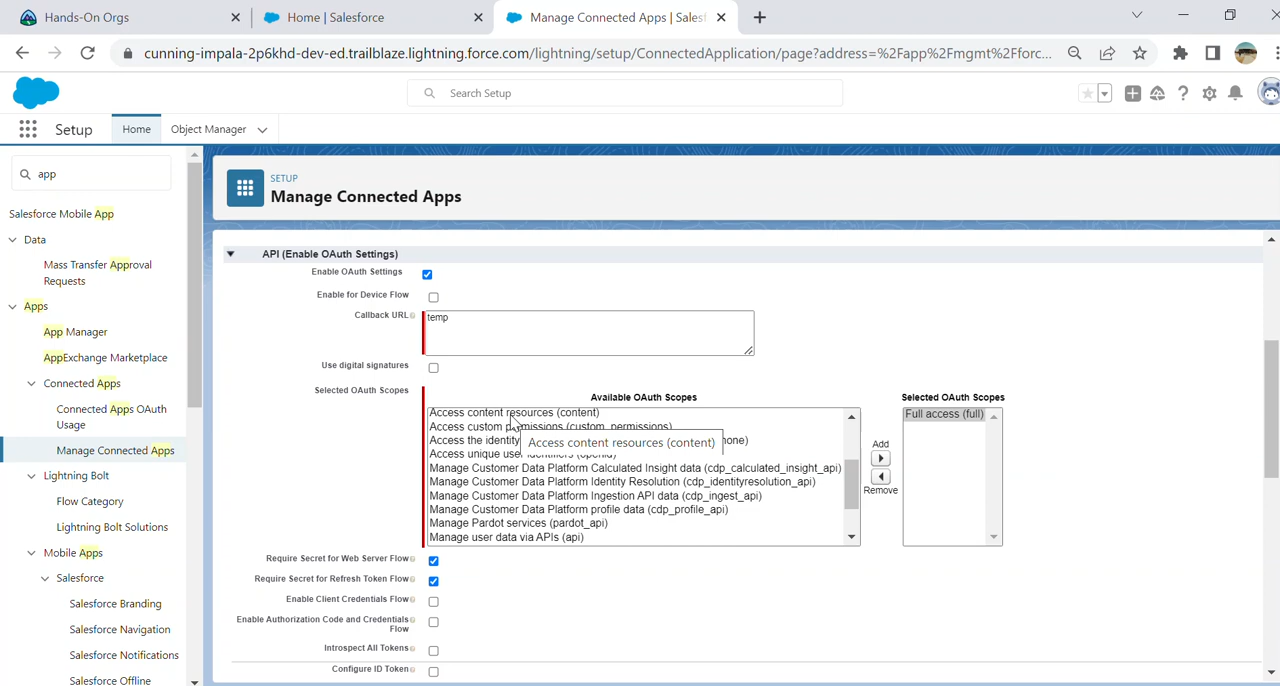 Hands-On Orgs
Home | Salesforce
Manage Connected Apps | Sales
cunning-impala-2p6khd-dev-ed.trailblaze.lightning.force.com/lightning/setup/ConnectedApplication/page?address=%2Fapp%2Fmgmt%2Fforc...
Search Setup
Setup
Home
Object Manager
app
Salesforce Mobile App
Data
Mass Transfer Approval
Requests
Apps
App Manager
AppExchange Marketplace
Connected Apps
Connected Apps OAuth
Usage
Manage Connected Apps
Lightning Bolt
Flow Category
Lightning Bolt Solutions
Mobile Apps
Salesforce
Salesforce Branding
Salesforce Navigation
Salesforce Notifications
Salesforce Offline
SETUP
Manage Connected Apps
API (Enable OAuth Settings)
Enable OAuth Settings
Enable for Device Flow
Callback URL
temp
Use digital signatures
Selected OAuth Scopes
Available OAuth Scopes
Access content resources (content)
Access custom permissions (custom_permissions)
Access the identity
Access unique user identifiers (openid)
Access content resources (content)
Manage Customer Data Platform Calculated Insight data (cdp_calculated_insight_api)
Manage Customer Data Platform Identity Resolution (cdp_identityresolution_api)
Manage Customer Data Platform Ingestion API data (cdp_ingest_api)
Manage Customer Data Platform profile data (cdp_profile_api)
Manage Pardot services (pardot_api)
Manage user data via APIs (api)
Add
Remove
Selected OAuth Scopes
Full access (full)
Require Secret for Web Server Flow
Require Secret for Refresh Token Flow
Enable Client Credentials Flow
Enable Authorization Code and Credentials
Flow
Introspect All Tokens
Configure ID Token